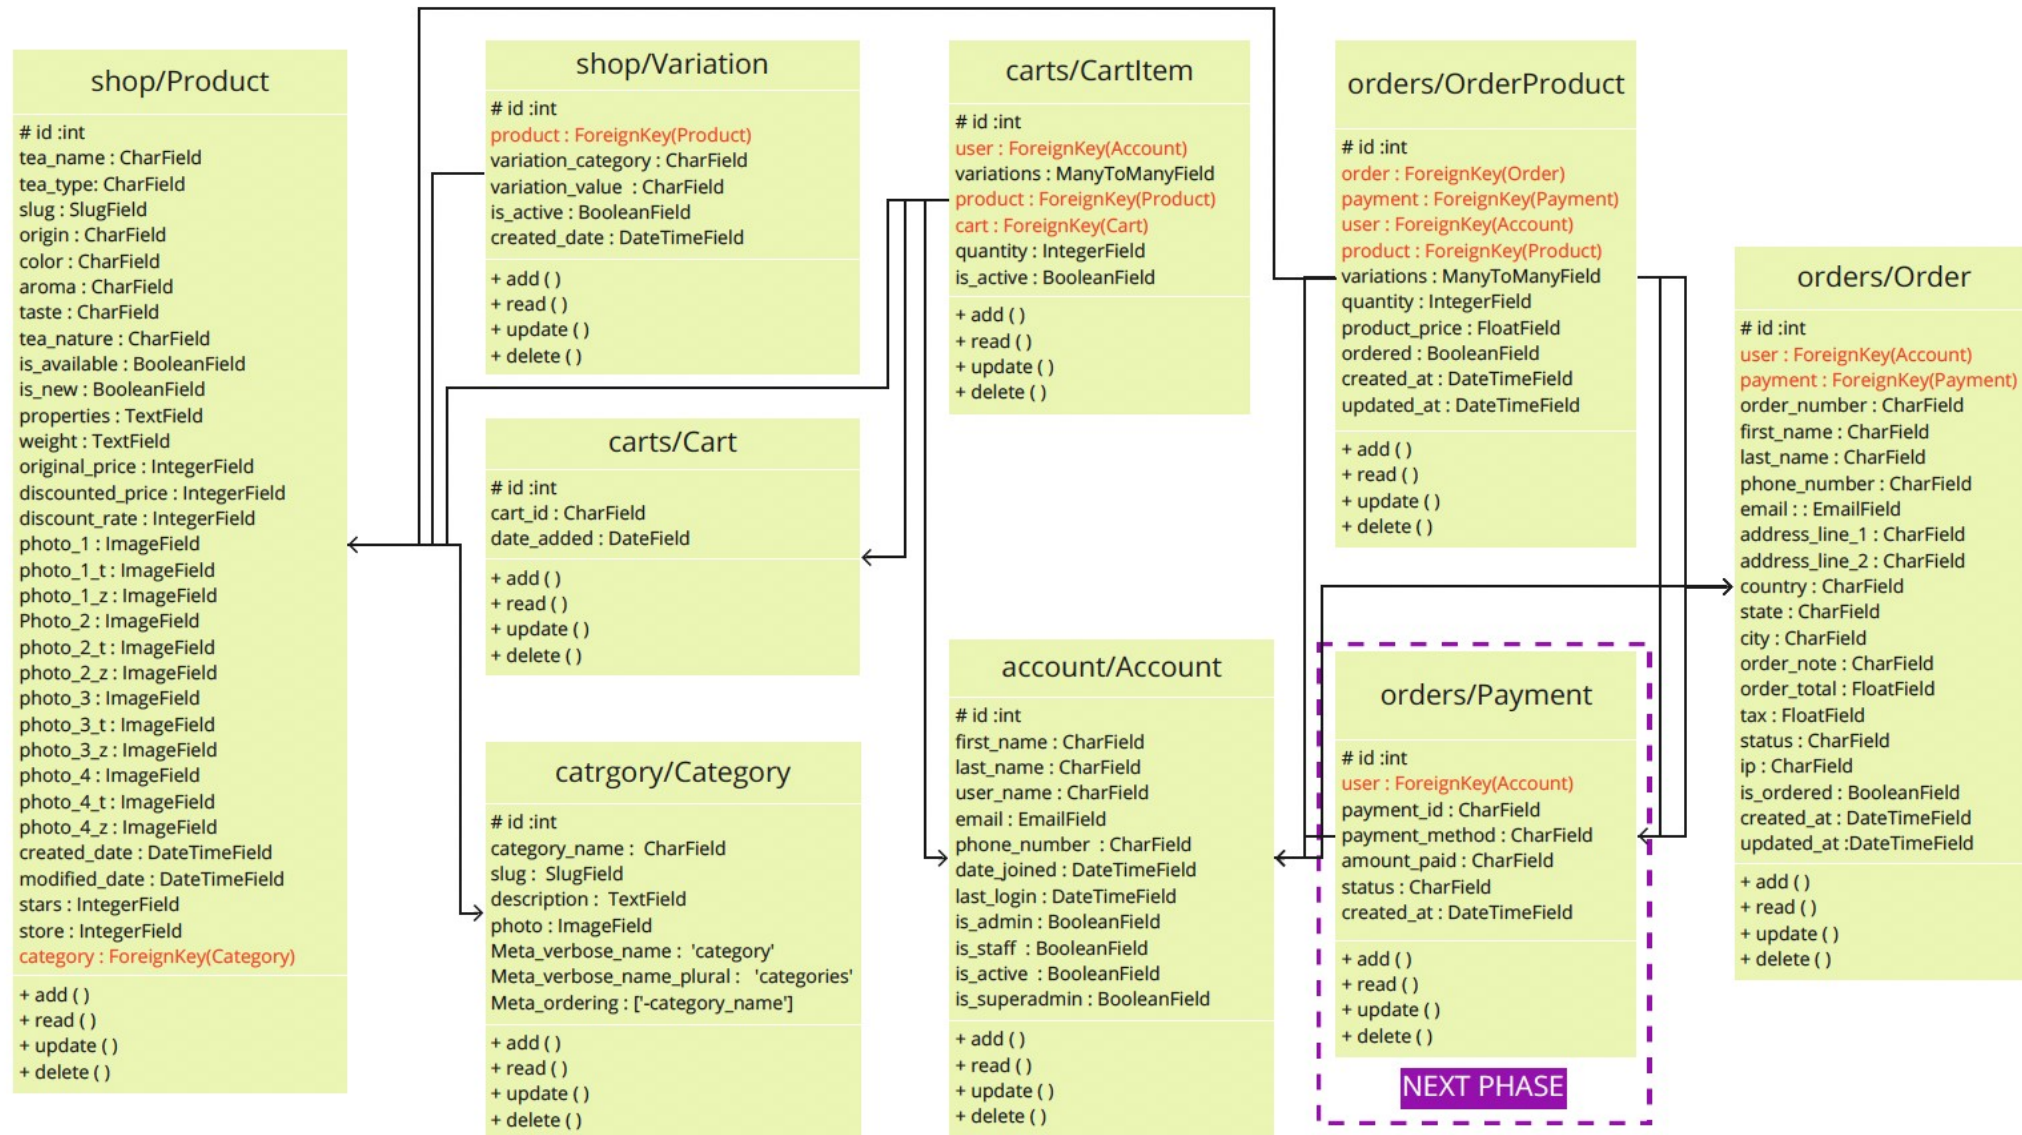 shop/Product
# id :int
tea_name : CharField
tea_type: CharField
slug : SlugField
origin : CharField
color : CharField
aroma : CharField
taste : CharField
tea_nature : CharField
is_available : BooleanField
is_new : BooleanField
properties : TextField
weight : TextField
original_price : IntegerField
discounted_price : IntegerField
discount_rate : IntegerField
photo_1 : ImageField
photo_1_t : ImageField
photo_1_z : ImageField
Photo_2 : ImageField
photo_2_t : ImageField
photo_2_z : ImageField
photo_3 : ImageField
photo_3_t : ImageField
photo_3_z : ImageField
photo_4 : ImageField
photo_4_t : ImageField
photo_4_z : ImageField
created_date : DateTimeField
modified_date : DateTimeField
stars : IntegerField
store : IntegerField
category : ForeignKey(Category)
+ add ( )
+ read ( )
+ update ( )
+ delete ( )
shop/Variation
# id :int
product : ForeignKey(Product)
variation_category : CharField
variation_value : CharField
is_active : BooleanField
created_date : DateTimeField
+ add ( )
+ read ( )
+ update ( )
+ delete ( )
carts/Cart
# id :int
cart_id : CharField
date_added : DateField
+ add ( )
+ read ( )
+ update ( )
+ delete ( )
catrgory/Category
# id :int
category_name : CharField
slug : SlugField
description : TextField
photo : ImageField
Meta_verbose_name : 'category'
Meta_verbose_name_plural : 'categories'
Meta_ordering : ['-category_name']
+ add ( )
+ read ( )
+ update ( )
+ delete ( )
carts/CartItem
# id :int
user : ForeignKey(Account)
variations : ManyToManyField
product : ForeignKey(Product)
cart : ForeignKey(Cart)
quantity : IntegerField
is_active : BooleanField
+ add ( )
+ read ( )
+ update ( )
+ delete ( )
account/Account
# id :int
first_name : CharField
last_name : CharField
user_name : CharField
email : EmailField
phone_number : CharField
date_joined : DateTimeField
last_login : DateTimeField
is_admin : BooleanField
is_staff : BooleanField
is_active : BooleanField
is_superadmin : BooleanField
+ add ( )
+ read ( )
+ update ( )
+ delete ( )
orders/OrderProduct
# id :int
order : ForeignKey(Order)
payment : ForeignKey(Payment)
user : ForeignKey(Account)
product : ForeignKey(Product)
variations : ManyToManyField
quantity : IntegerField
product_price : FloatField
ordered : BooleanField
created_at : DateTimeField
updated_at : DateTimeField
+ add ( )
+ read ( )
+ update ( )
+ delete ( )
orders/Payment
# id :int
user : ForeignKey(Account)
payment_id : CharField
payment_method : CharField
amount_paid : CharField
status : CharField
created_at : DateTimeField
+ add ( )
+ read ( )
+ update ( )
+ delete ( )
NEXT PHASE
orders/Order
# id :int
user : ForeignKey(Account)
payment : ForeignKey(Payment)
order_number : CharField
first_name : CharField
last_name : CharField
phone_number : CharField
email : : EmailField
address_line_1 : CharField
address_line_2 : CharField
country : CharField
state : CharField
city : CharField
order_note : CharField
order_total : FloatField
tax : FloatField
status : CharField
ip : CharField
is_ordered : BooleanField
created_at : DateTimeField
updated_at :DateTimeField
+ add ( )
+ read ( )
+ update ( )
+ delete ( )